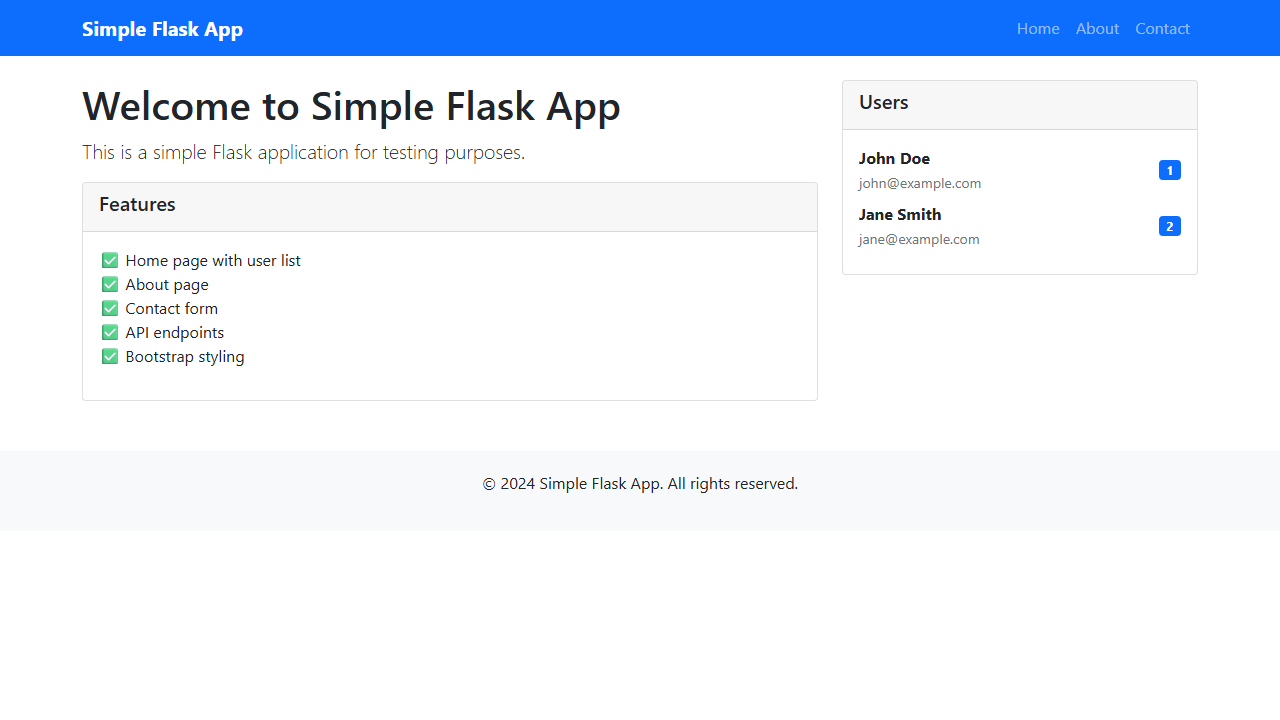 Simple Flask App
Home About Contact
Welcome to Simple Flask App
This is a simple Flask application for testing purposes.
Features
✅ Home page with user list
✅ About page
✅ Contact form
✅ API endpoints
✅ Bootstrap styling
Users
John Doe
john@example.com
1
Jane Smith
jane@example.com
2
© 2024 Simple Flask App. All rights reserved.